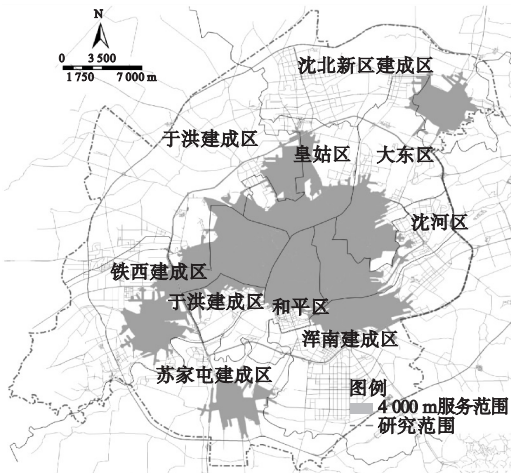 N
0 3 500
1 750 7 000 m
沈北新区建成区
于洪建成区
皇姑区
大东区
沈河区
铁西建成区
于洪建成区
和平区
浑南建成区
苏家屯建成区
图例
4 000 m服务范围
研究范围